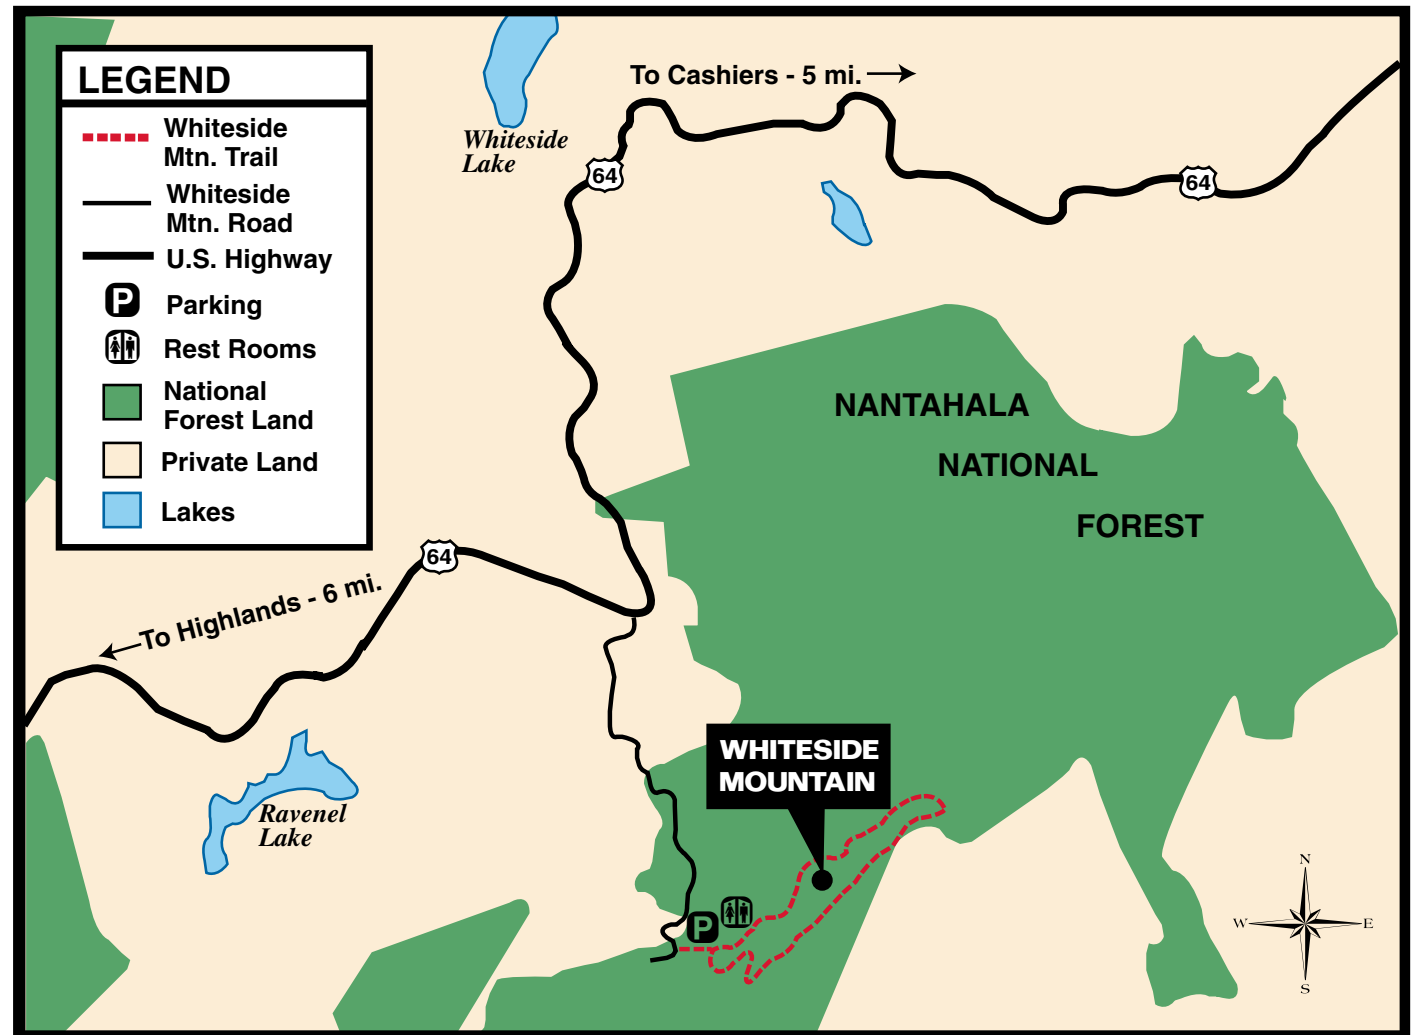 LEGEND
Whiteside
Mtn. Trail
Whiteside
Mtn. Road
U.S. Highway
P
Parking
Rest Rooms
National
Forest Land
Private Land
Lakes
To Cashiers - 5 mi.
Whiteside
Lake
64
64
NANTAHALA
NATIONAL
FOREST
64
To Highlands - 6 mi.
WHITESIDE
MOUNTAIN
Ravenel
Lake
P
N
W
E
S